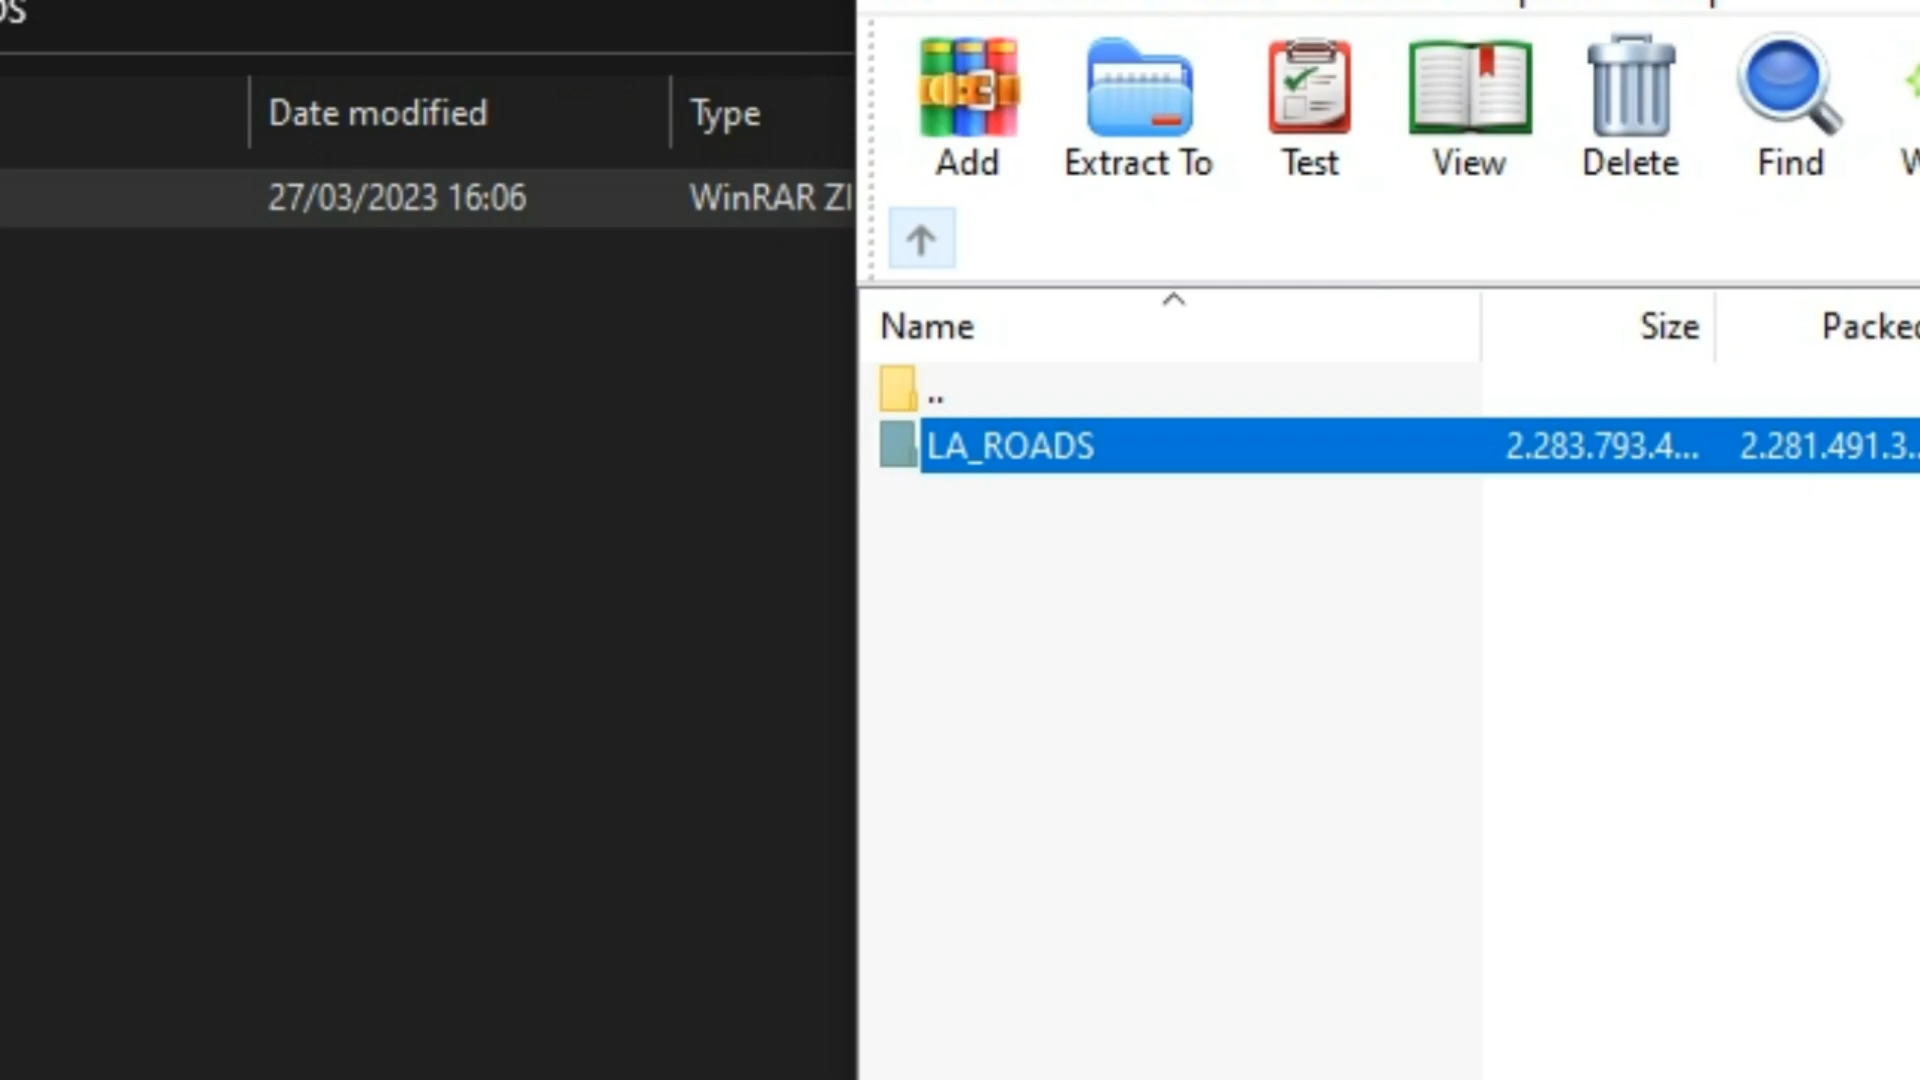 Date modified
Type
27/03/2023 16:06
WinRAR ZI
Add
Extract To
Test
View
Delete
Find
Name
Size
Packed
..
LA_ROADS
2.283.793.4...
2.281.491.3..